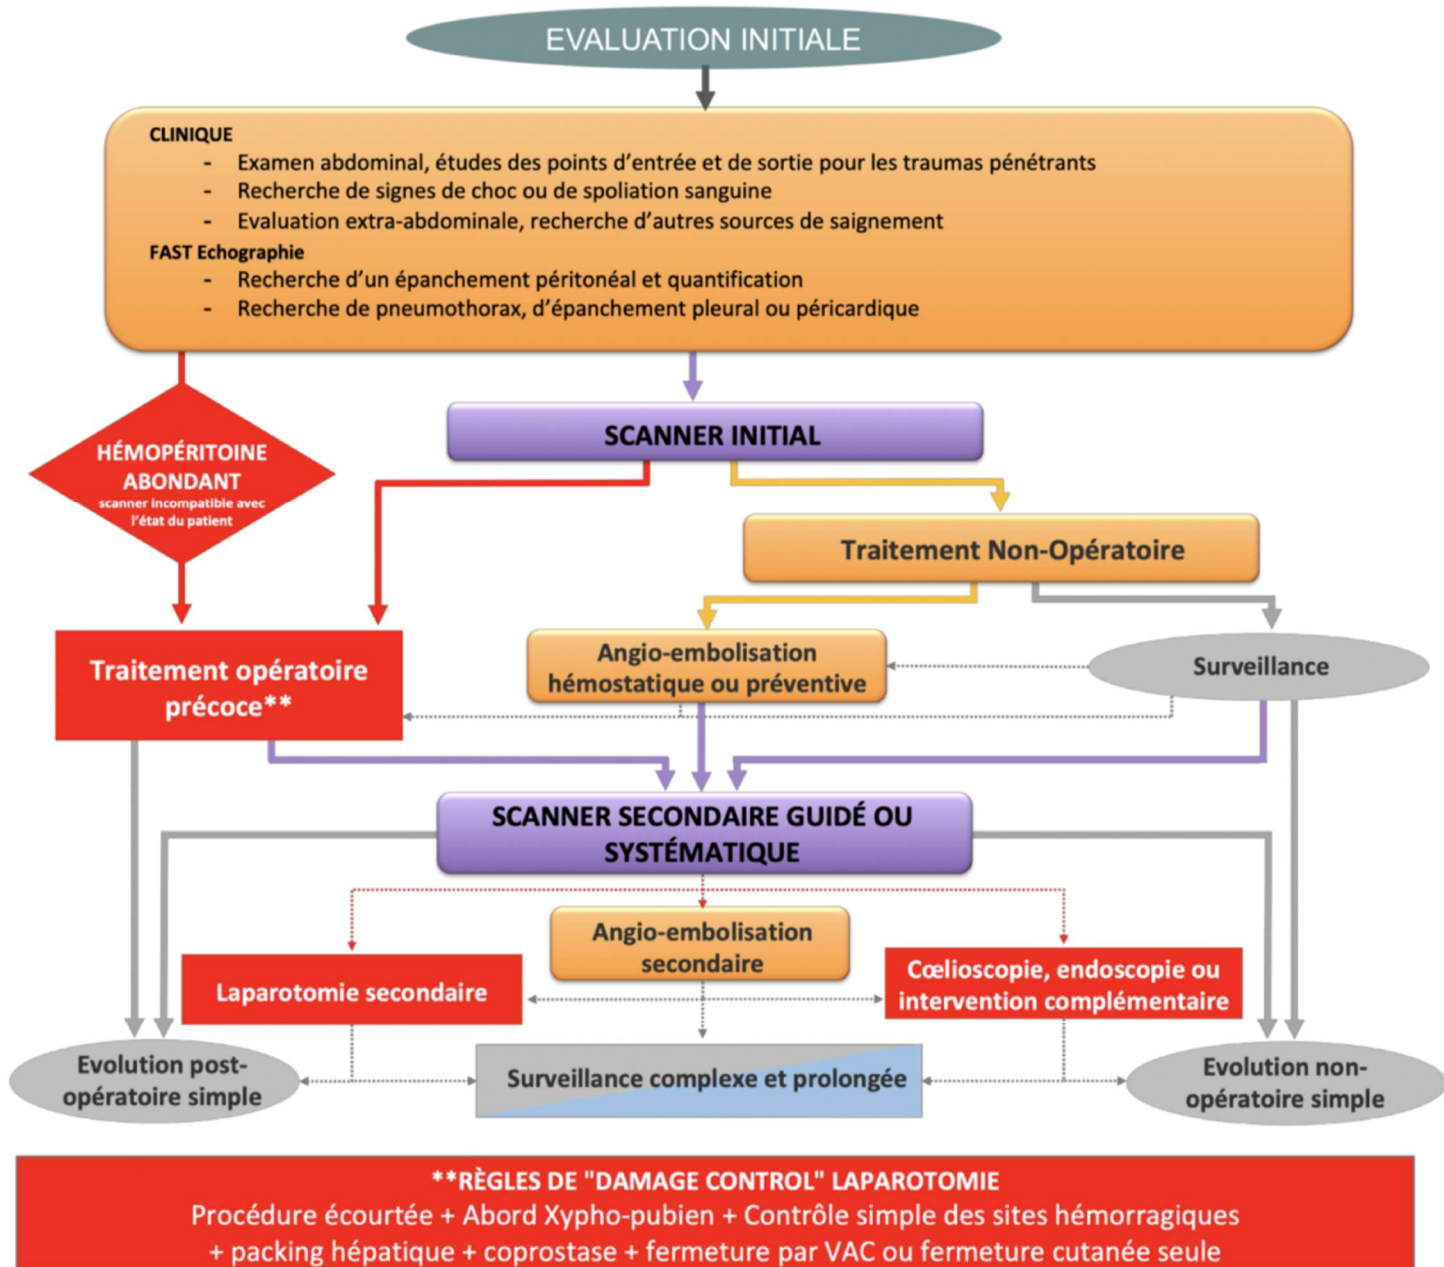 EVALUATION INITIALE
CLINIQUE
- Examen abdominal, études des points d'entrée et de sortie pour les traumas pénétrants
- Recherche de signes de choc ou de spoliation sanguine
- Evaluation extra-abdominale, recherche d'autres sources de saignement
FAST Echographie
- Recherche d'un épanchement péritonéal et quantification
- Recherche de pneumothorax, d'épanchement pleural ou péricardique
HÉMOPÉRITOINE
ABONDANT
scanner incompatible avec
l'état du patient
SCANNER INITIAL
Traitement Non-Opératoire
Traitement opératoire
précoce**
Angio-embolisation
hémostatique ou préventive
Surveillance
SCANNER SECONDAIRE GUIDÉ OU
SYSTÉMATIQUE
Laparotomie secondaire
Angio-embolisation
secondaire
Cœlioscopie, endoscopie ou
intervention complémentaire
Evolution post-
opératoire simple
Surveillance complexe et prolongée
Evolution non-
opératoire simple
**RÈGLES DE "DAMAGE CONTROL" LAPAROTOMIE
Procédure écourtée + Abord Xypho-pubien + Contrôle simple des sites hémorragiques
+ packing hépatique + coprostase + fermeture par VAC ou fermeture cutanée seule